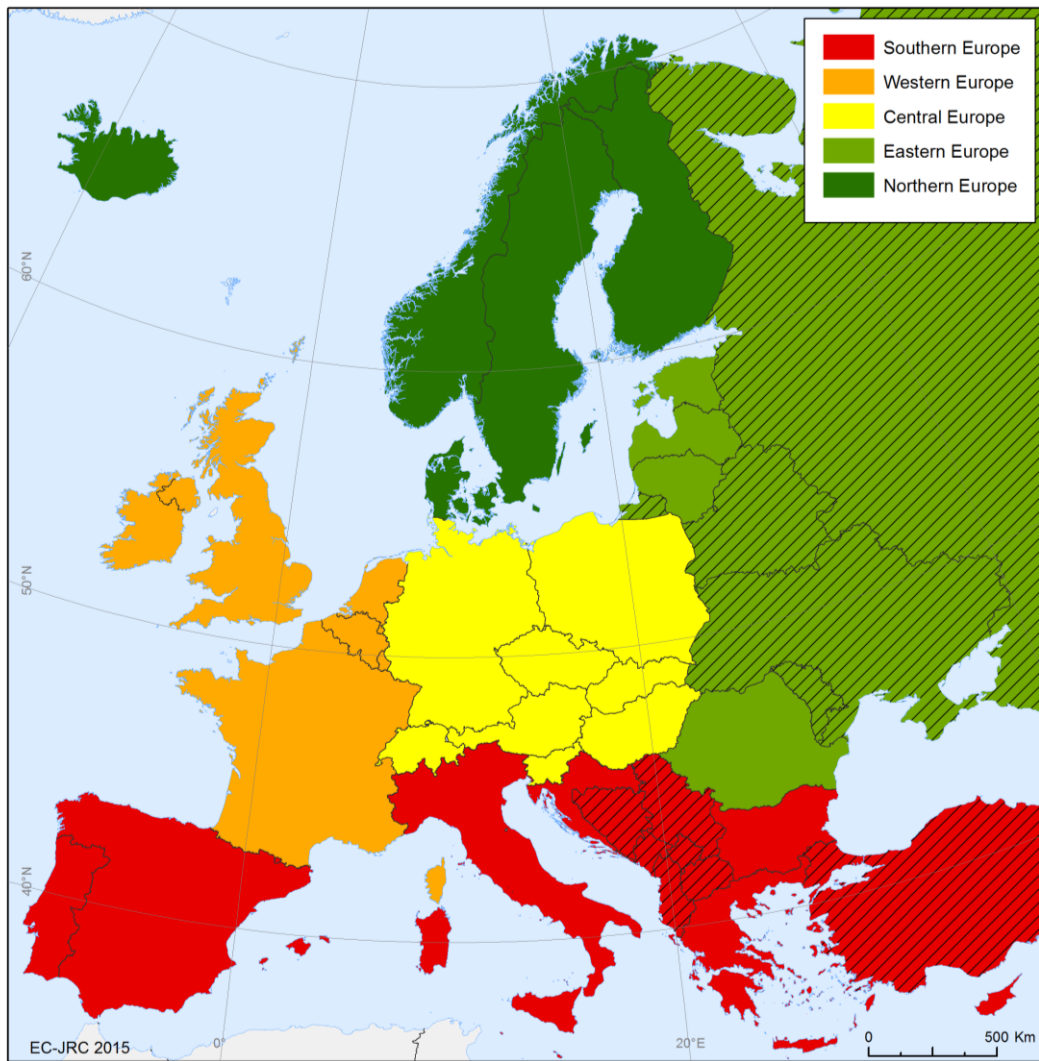 Southern Europe
Western Europe
Central Europe
Eastern Europe
Northern Europe
60°N
50°N
40°N
0°
20°E
0
500 Km
EC-JRC 2015